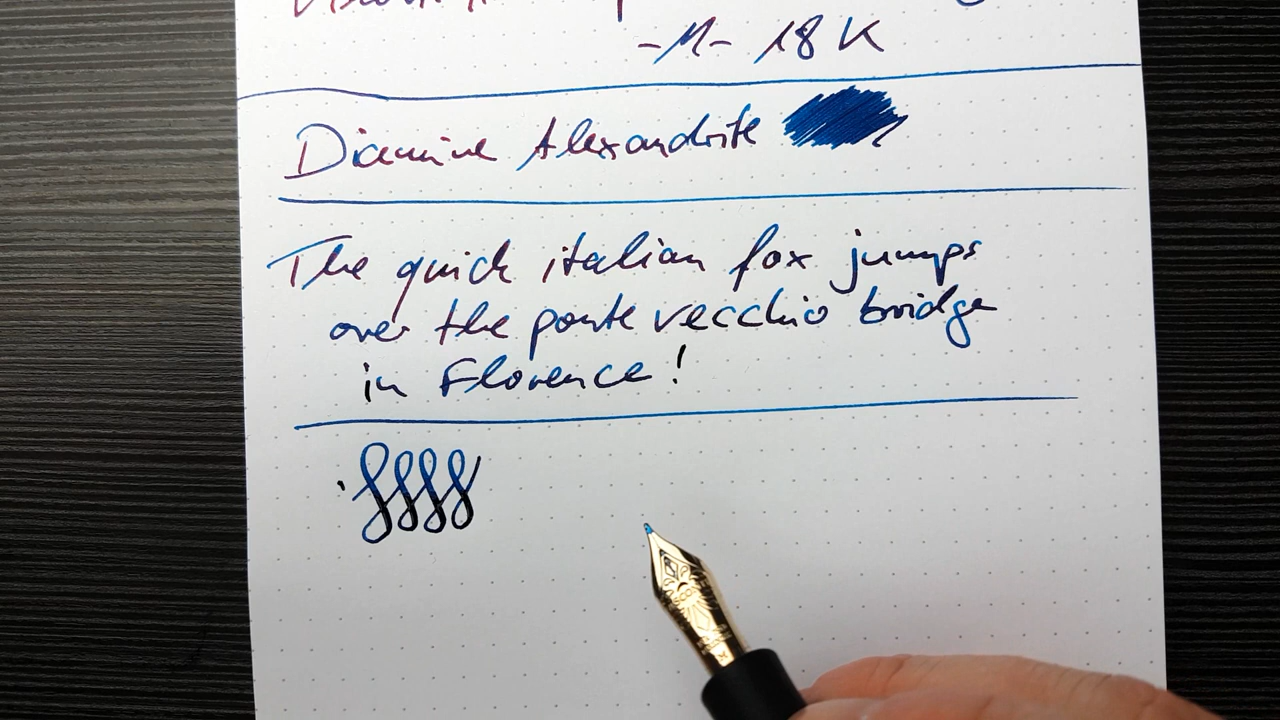 -M- 18 K
Diamine Alexandrite
The quick italian fox jumps
over the ponte vecchio bridge
in Florence!